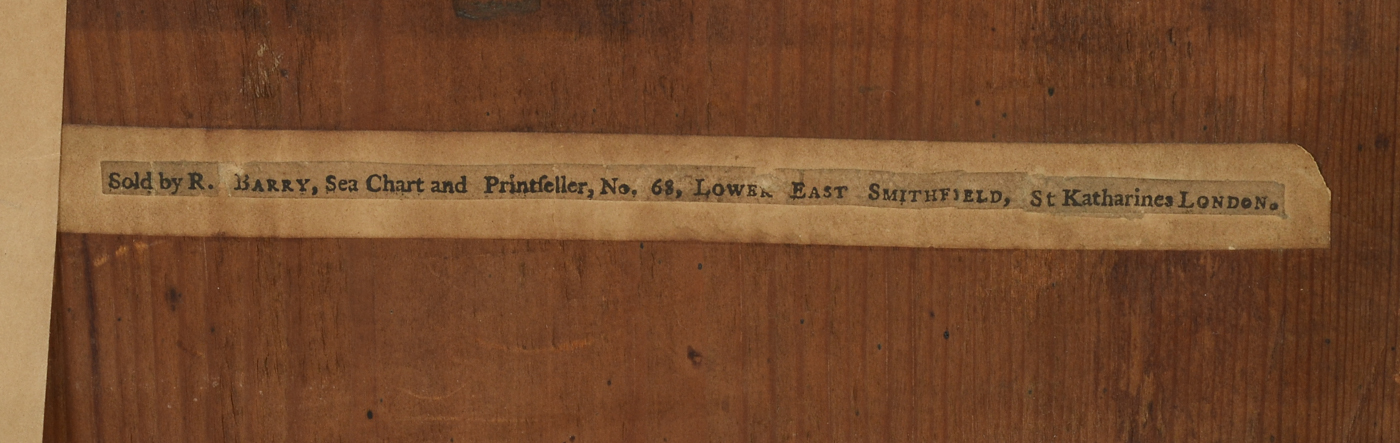 Sold by R. BARRY, Sea Chart and Printſeller, No. 68, LOWER EAST SMITHFIELD, St Katharines LONDON.